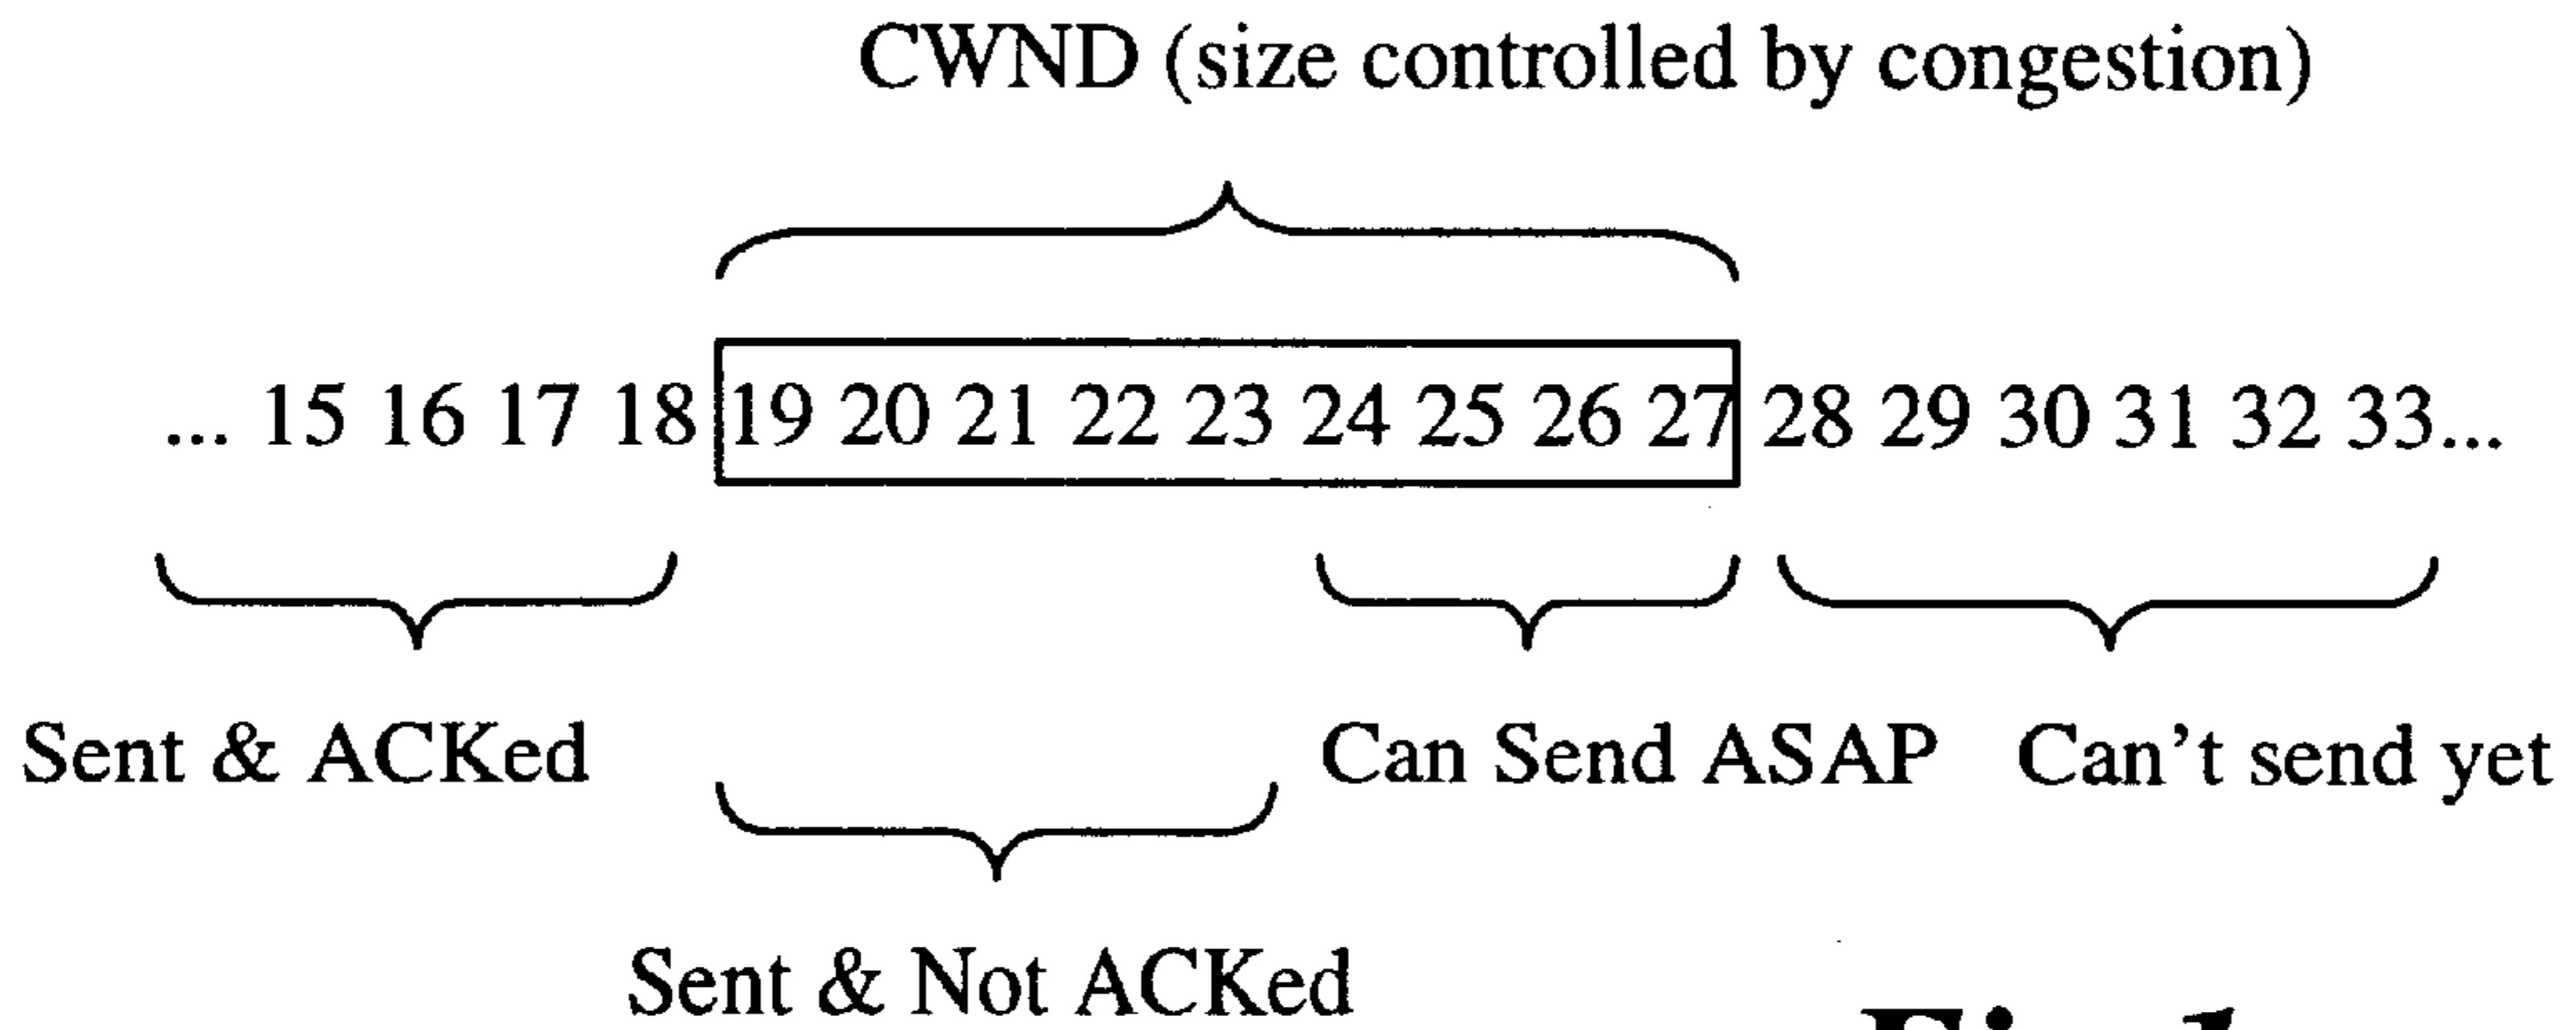 CWND (size controlled by congestion)
... 15 16 17 18 19 20 21 22 23 24 25 26 27 28 29 30 31 32 33...
Sent & ACKed
Can Send ASAP
Can't send yet
Sent & Not ACKed